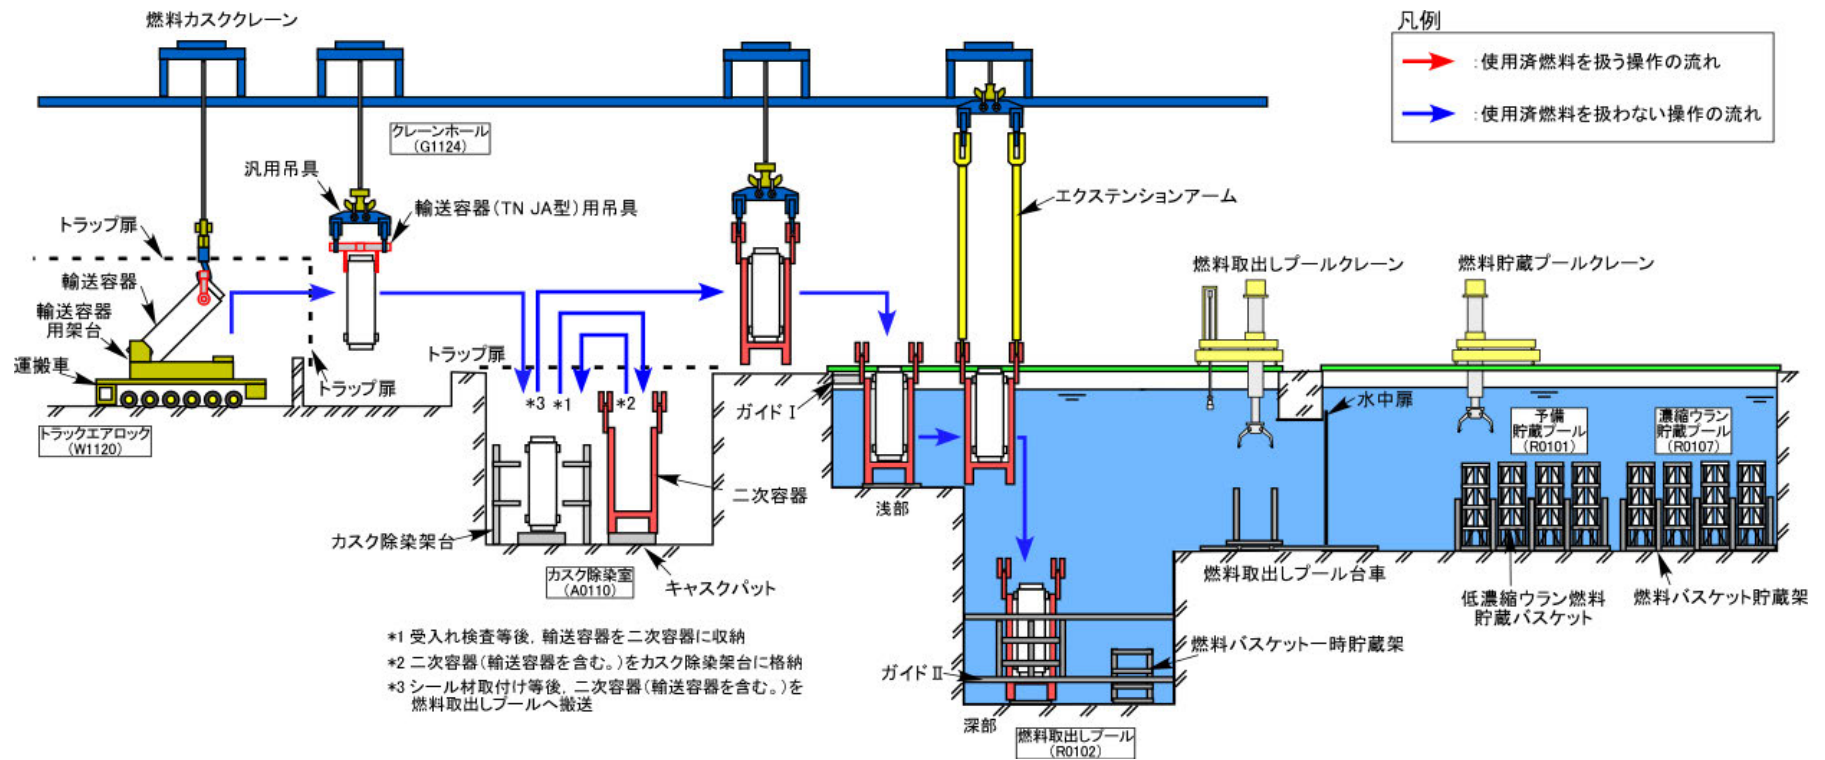 燃料カスククレーン
凡例
:使用済燃料を扱う操作の流れ
:使用済燃料を扱わない操作の流れ
クレーンホール
(G1124)
汎用吊具
輸送容器(TN JA型)用吊具
エクステンションアーム
トラップ扉
輸送容器
輸送容器
用架台
運搬車
トラップ扉
トラップ扉
燃料取出しプールクレーン
燃料貯蔵プールクレーン
*3
*1
*2
ガイドⅠ
水中扉
予備
貯蔵プール
(R0101)
濃縮ウラン
貯蔵プール
(R0107)
トラックエアロック
(W1120)
二次容器
浅部
カスク除染架台
カスク除染室
(A0110)
キャスクパット
燃料取出しプール台車
低濃縮ウラン燃料
貯蔵バスケット
燃料バスケット貯蔵架
*1 受入れ検査等後，輸送容器を二次容器に収納
*2 二次容器(輸送容器を含む。)をカスク除染架台に格納
*3 シール材取付け等後，二次容器(輸送容器を含む。)を
燃料取出しプールへ搬送
燃料バスケット一時貯蔵架
ガイドⅡ
深部
燃料取出しプール
(R0102)